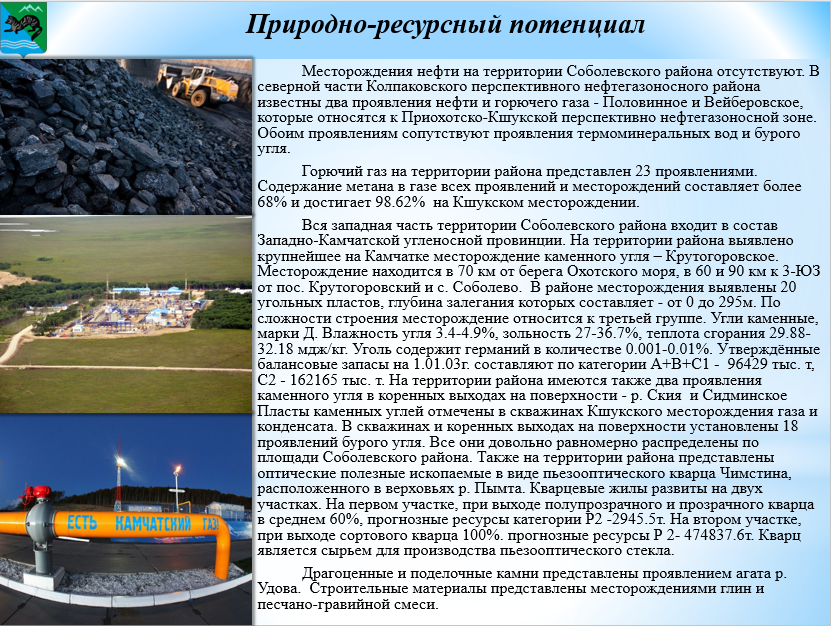 Природно-ресурсный потенциал
Месторождения нефти на территории Соболевского района отсутствуют. В
северной части Колпаковского перспективного нефтегазоносного района
известны два проявления нефти и горючего газа - Половинное и Вейберовское,
которые относятся к Приохотско-Кшукской перспективно нефтегазоносной зоне.
Обоим проявлениям сопутствуют проявления термоминеральных вод и бурого
угля.
Горючий газ на территории района представлен 23 проявлениями.
Содержание метана в газе всех проявлений и месторождений составляет более
68% и достигает 98.62% на Кшукском месторождении.
Вся западная часть территории Соболевского района входит в состав
Западно-Камчатской угленосной провинции. На территории района выявлено
крупнейшее на Камчатке месторождение каменного угля – Крутогоровское.
Месторождение находится в 70 км от берега Охотского моря, в 60 и 90 км к З-ЮЗ
от пос. Крутогоровский и с. Соболево. В районе месторождения выявлены 20
угольных пластов, глубина залегания которых составляет - от 0 до 295м. По
сложности строения месторождение относится к третьей группе. Угли каменные,
марки Д. Влажность угля 3.4-4.9%, зольность 27-36.7%, теплота сгорания 29.88-
32.18 мдж/кг. Уголь содержит германий в количестве 0.001-0.01%. Утверждённые
балансовые запасы на 1.01.03г. составляют по категории А+В+С1 - 96429 тыс. т,
С2 - 162165 тыс. т. На территории района имеются также два проявления
каменного угля в коренных выходах на поверхности - р. Ския и Сидминское
Пласты каменных углей отмечены в скважинах Кшукского месторождения газа и
конденсата. В скважинах и коренных выходах на поверхности установлены 18
проявлений бурого угля. Все они довольно равномерно распределены по
площади Соболевского района. Также на территории района представлены
оптические полезные ископаемые в виде пьезооптического кварца Чимстина,
расположенного в верховьях р. Пымта. Кварцевые жилы развиты на двух
участках. На первом участке, при выходе полупрозрачного и прозрачного кварца
в среднем 60%, прогнозные ресурсы категории Р2 -2945.5т. На втором участке,
при выходе сортового кварца 100%. прогнозные ресурсы Р 2- 474837.6т. Кварц
является сырьем для производства пьезооптического стекла.
Драгоценные и поделочные камни представлены проявлением агата р.
Удова. Строительные материалы представлены месторождениями глин и
песчано-гравийной смеси.
ЕСТЬ КАМЧАТСКИЙ ГАЗ!